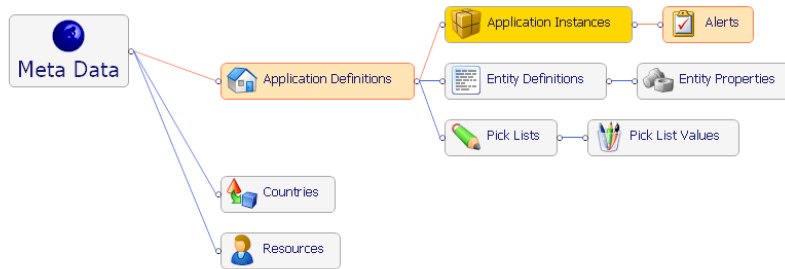 Meta Data
Application Definitions
Application Instances
Alerts
Entity Definitions
Entity Properties
Pick Lists
Pick List Values
Countries
Resources